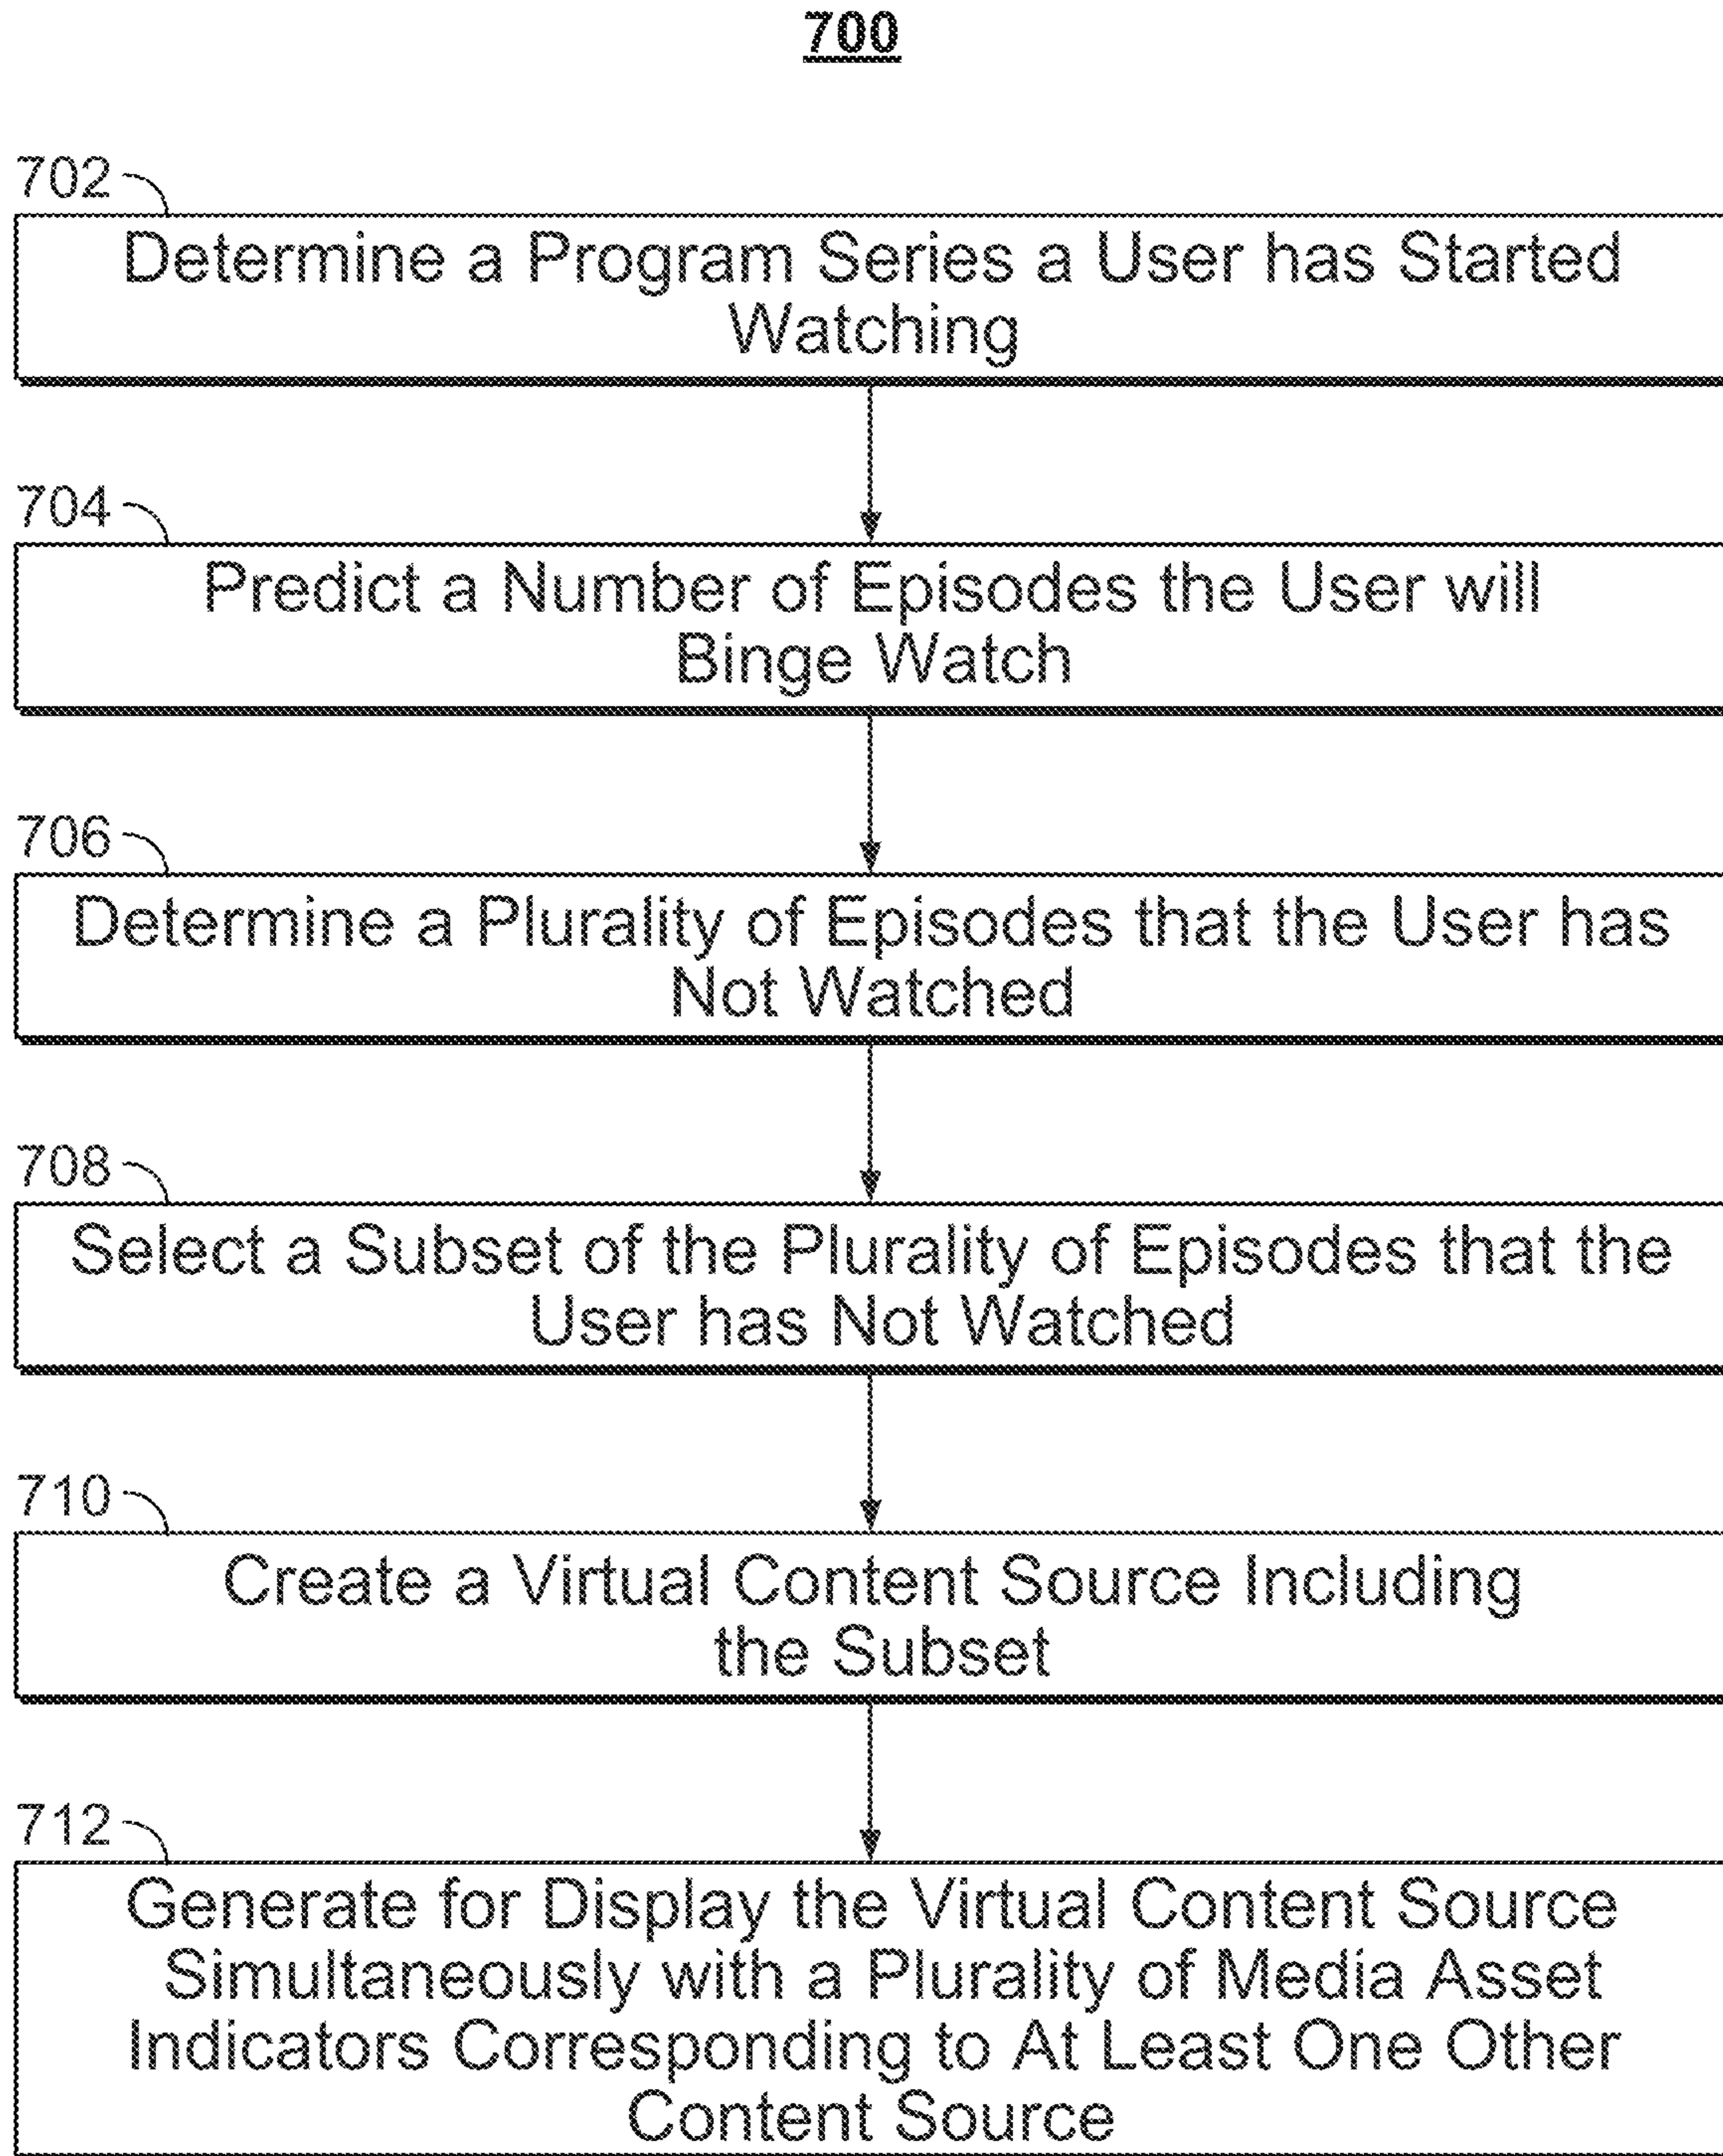 700
702
Determine a Program Series a User has Started
Watching
704
Predict a Number of Episodes the User will
Binge Watch
706
Determine a Plurality of Episodes that the User has
Not Watched
708
Select a Subset of the Plurality of Episodes that the
User has Not Watched
710
Create a Virtual Content Source Including
the Subset
712
Generate for Display the Virtual Content Source
Simultaneously with a Plurality of Media Asset
Indicators Corresponding to At Least One Other
Content Source